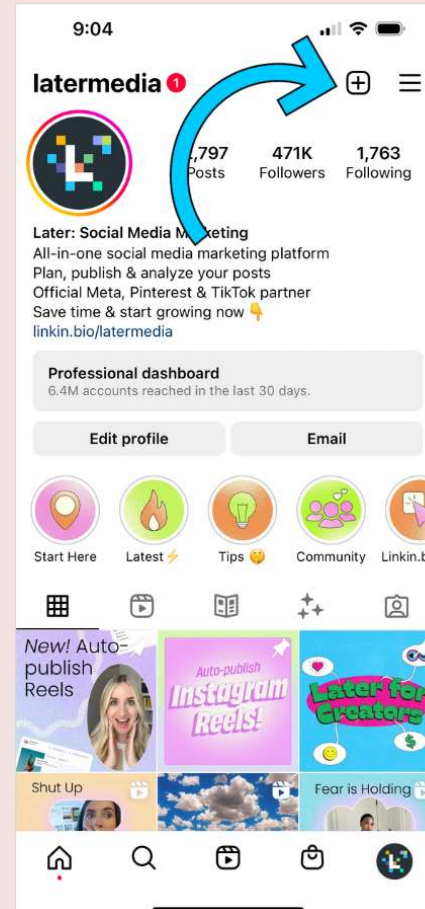 9:04
latermedia 1
,797 471K 1,763
Posts Followers Following
Later: Social Media M keting
All-in-one social media marketing platform
Plan, publish & analyze your posts
Official Meta, Pinterest & TikTok partner
Save time & start growing now 👇
linkin.bio/latermedia
Professional dashboard
6.4M accounts reached in the last 30 days.
Edit profile Email
Start Here Latest⚡ Tips 🤫 Community Linkin.b
New! Auto-
publish
Reels
Auto-publish
Instagram
Reels!
Later for
Creators
Shut Up
Fear is Holding